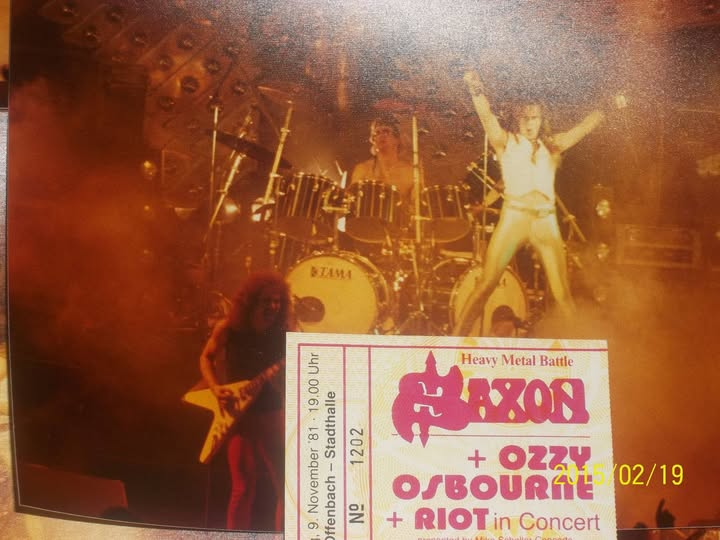 TAMA
Heavy Metal Battle
SAXON
+ OZZY
OSBOURNE
+ RIOT in Concert
9. November '81 · 19.00 Uhr
Offenbach – Stadthalle
Nº 1202
2015/02/19